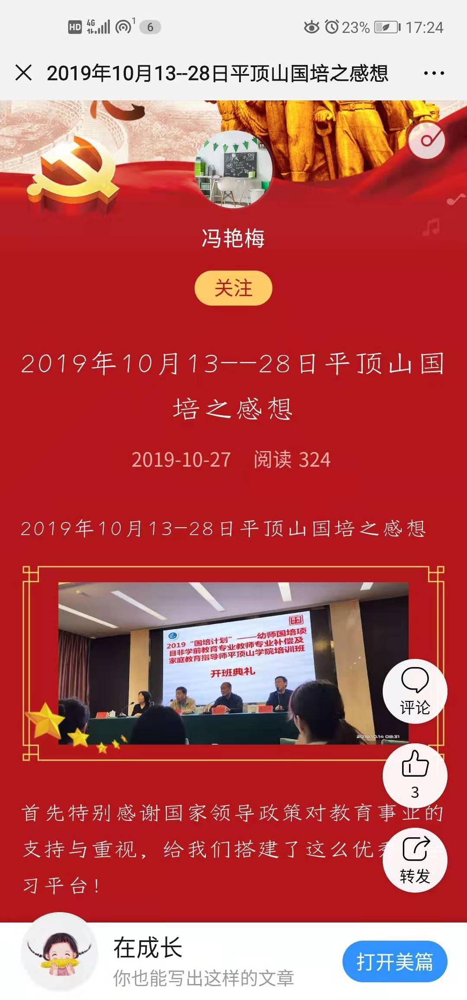 HD 4G 1 6 23% 17:24
2019年10月13--28日平顶山国培之感想
冯艳梅
关注
2019年10月13--28日平顶山国
培之感想
2019-10-27 阅读 324
2019年10月13-28日平顶山国培之感想
2019“国培计划”——幼师国培项
目非学前教育专业教师专业补偿及
家庭教育指导师平顶山学院培训班
开班典礼
2019.10.14 08:31
评论
3
首先特别感谢国家领导政策对教育事业的
支持与重视，给我们搭建了这么优秀
习平台！
转发
在成长
你也能写出这样的文章
打开美篇